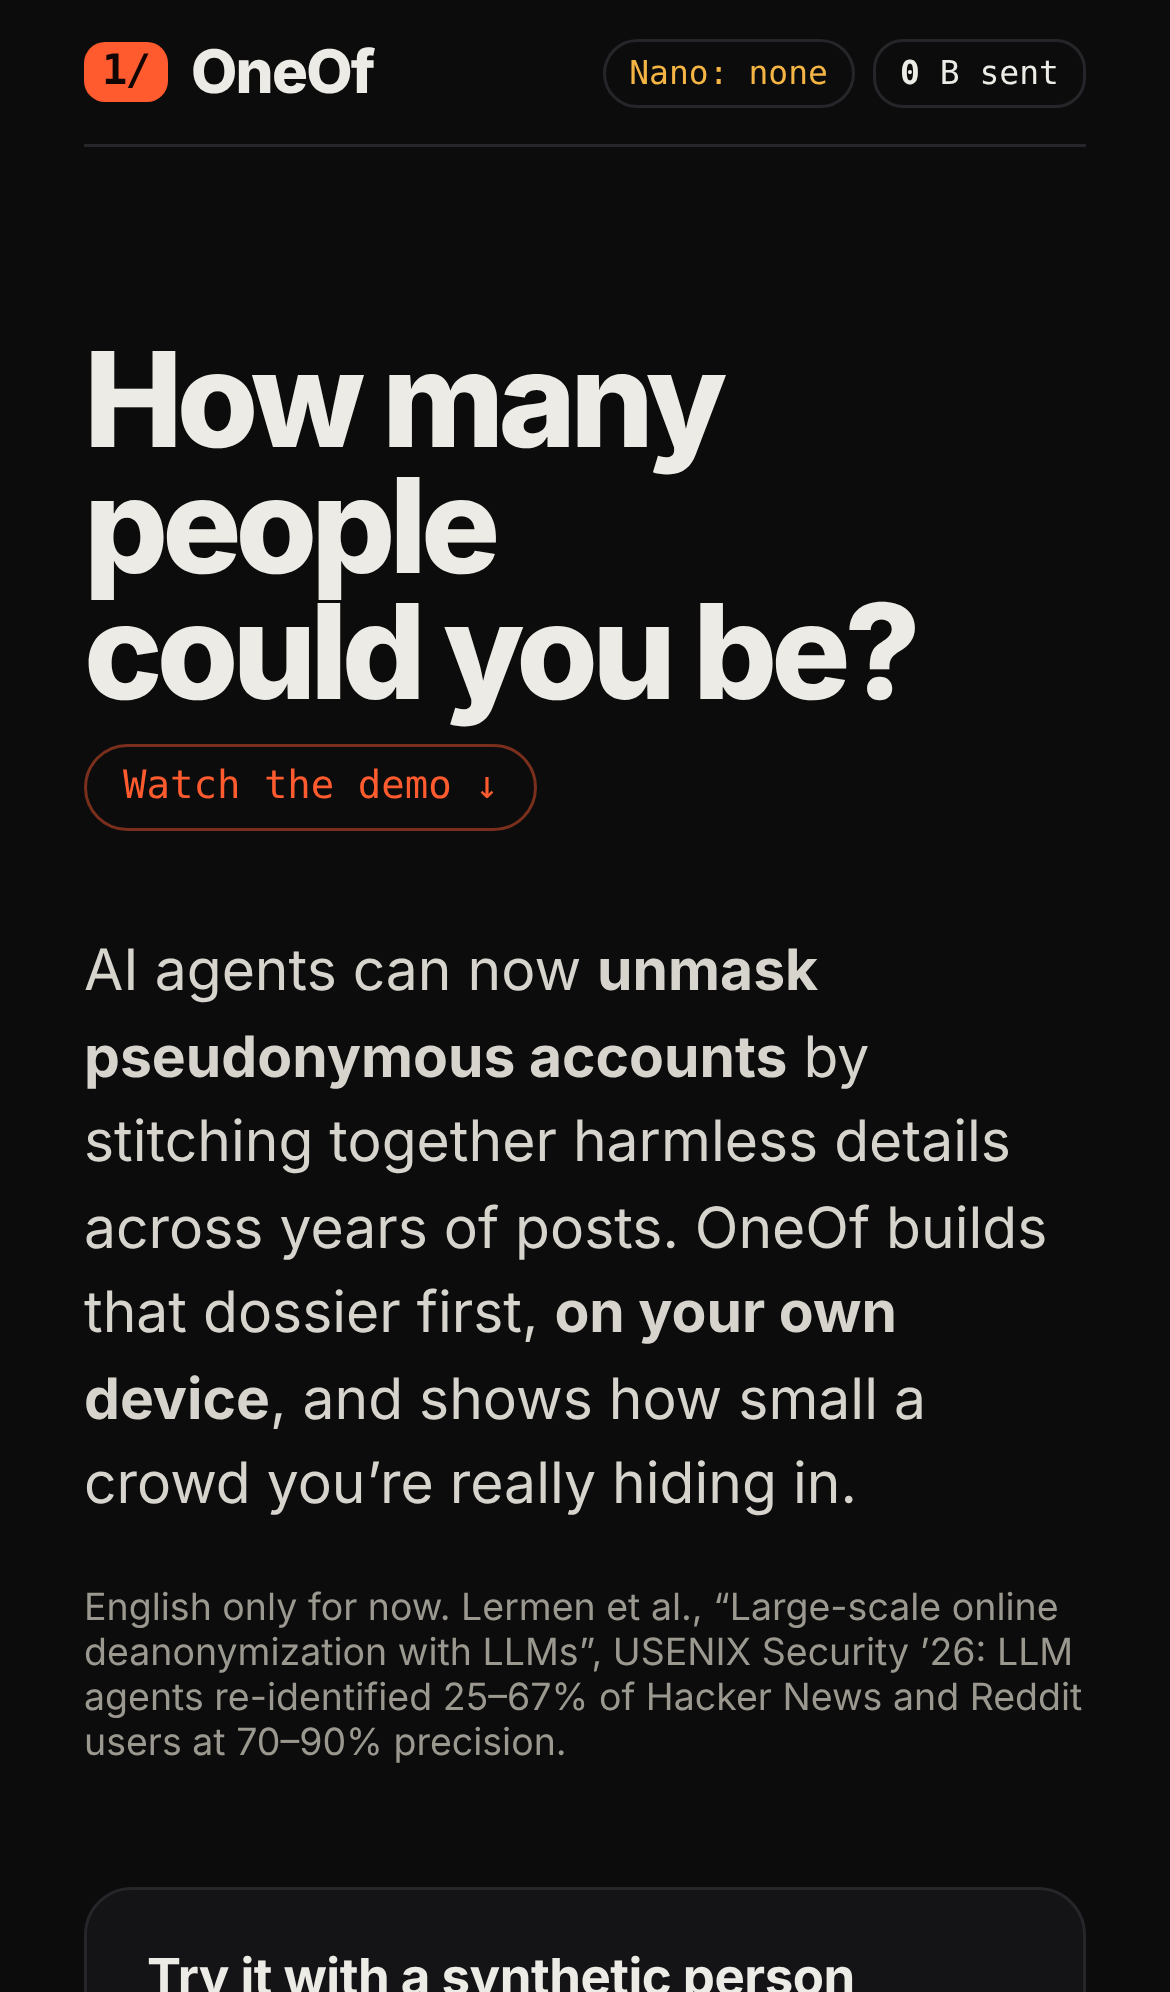 1/ OneOf
Nano: none
0 B sent
How many
people
could you be?
Watch the demo ↓
AI agents can now unmask
pseudonymous accounts by
stitching together harmless details
across years of posts. OneOf builds
that dossier first, on your own
device, and shows how small a
crowd you’re really hiding in.
English only for now. Lermen et al., “Large-scale online
deanonymization with LLMs”, USENIX Security ’26: LLM
agents re-identified 25–67% of Hacker News and Reddit
users at 70–90% precision.
Try it with a synthetic person